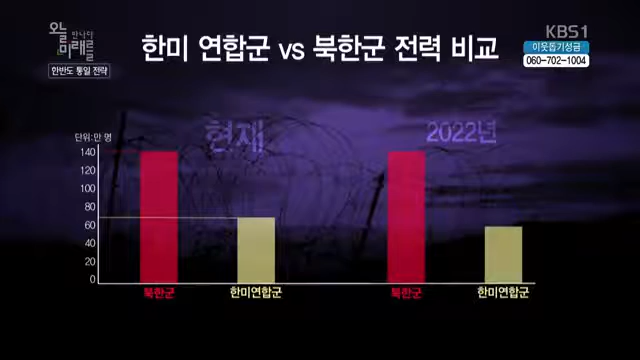 오늘 만나다
미래를
한반도 통일 전략
한미 연합군 vs 북한군 전력 비교
KBS1
이웃돕기성금
060-702-1004
현재
2022년
단위:만 명
140
120
100
80
60
40
20
0
북한군
한미연합군
북한군
한미연합군